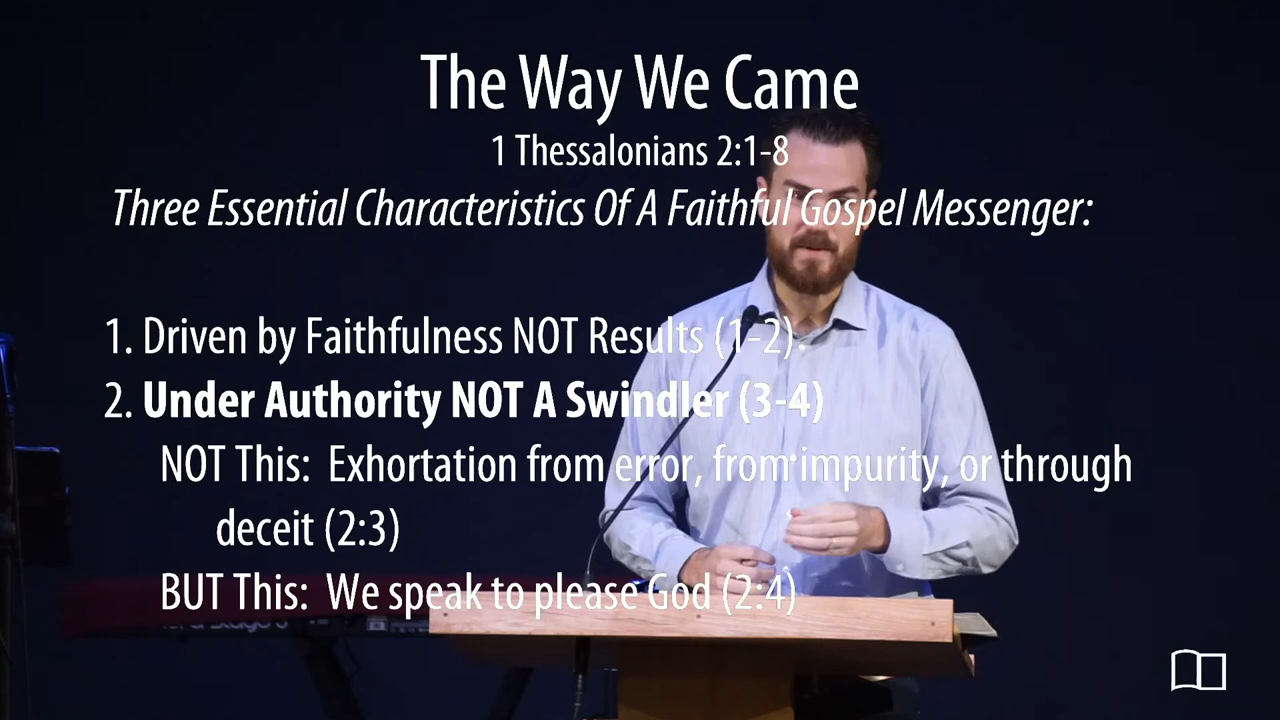 The Way We Came
1 Thessalonians 2:1-8
Three Essential Characteristics Of A Faithful Gospel Messenger:
1. Driven by Faithfulness NOT Results (1-2).
2. Under Authority NOT A Swindler (3-4)
NOT This: Exhortation from error, from impurity, or through
deceit (2:3)
BUT This: We speak to please God (2:4)